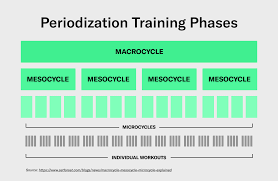 Periodization Training Phases
MACROCYCLE
MESOCYCLE MESOCYCLE MESOCYCLE MESOCYCLE
MICROCYCLES
INDIVIDUAL WORKOUTS